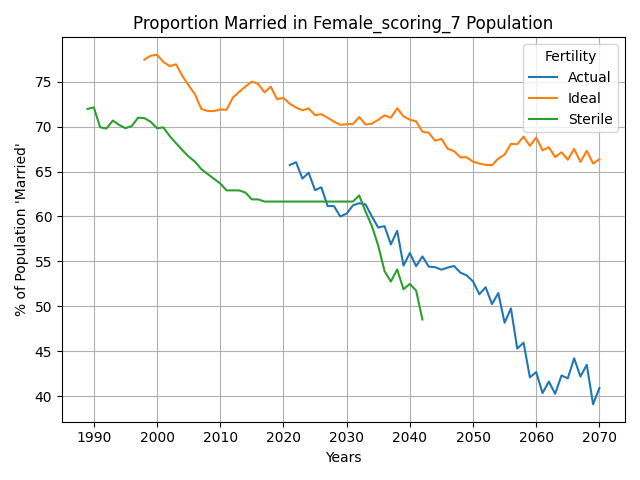 Proportion Married in Female_scoring_7 Population
% of Population 'Married'
75
70
65
60
55
50
45
40
Fertility
Actual
Ideal
Sterile
1990 2000 2010 2020 2030 2040 2050 2060 2070
Years